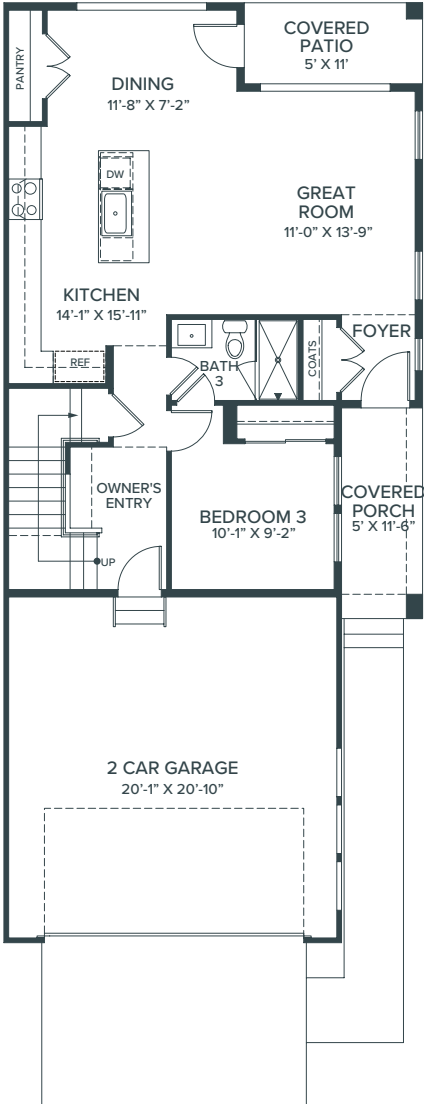 COVERED
PATIO
5' X 11'
PANTRY
DINING
11'-8" X 7'-2"
DW
GREAT
ROOM
11'-0" X 13'-9"
KITCHEN
14'-1" X 15'-11"
REF
BATH
3
COATS
FOYER
OWNER'S
ENTRY
UP
BEDROOM 3
10'-1" X 9'-2"
COVERED
PORCH
5' X 11'-6"
2 CAR GARAGE
20'-1" X 20'-10"